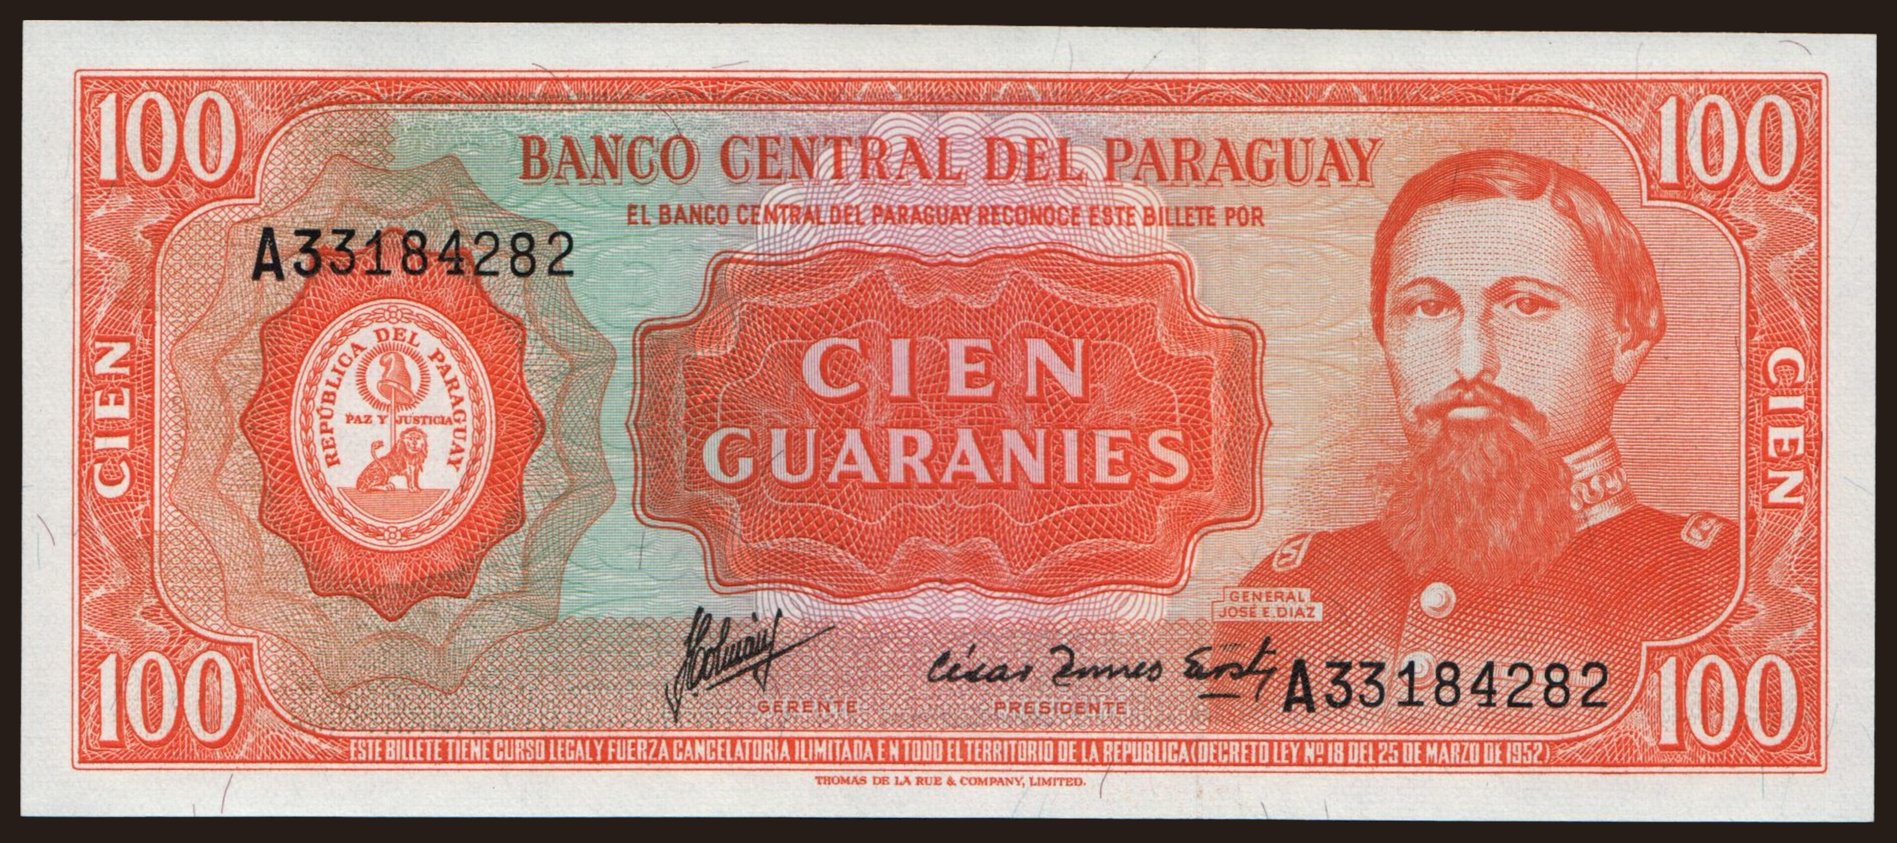 100
100
BANCO CENTRAL DEL PARAGUAY
EL BANCO CENTRAL DEL PARAGUAY RECONOCE ESTE BILLETE POR
A33184282
REPÚBLICA DEL PARAGUAY
PAZ Y JUSTICIA
CIEN
CIEN
GUARANIES
CIEN
GENERAL
JOSÉ E. DIAZ
César
A33184282
GERENTE
PRESIDENTE
100
100
ESTE BILLETE TIENE CURSO LEGAL Y FUERZA CANCELATORIA ILIMITADA EN TODO EL TERRITORIO DE LA REPUBLICA (DECRETO LEY Nº 18 DEL 25 DE MARZO DE 1952)
THOMAS DE LA RUE & COMPANY, LIMITED.